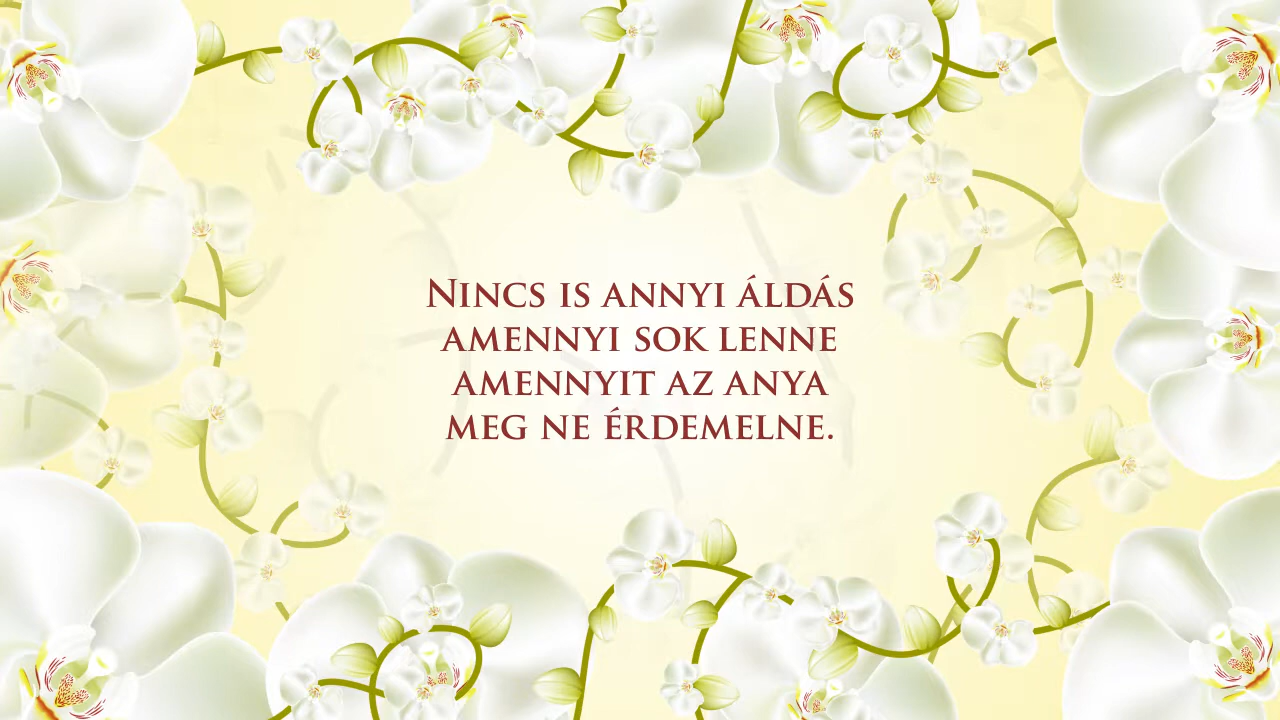 Nincs is annyi áldás
amennyi sok lenne
amennyit az anya
meg ne érdemelne.